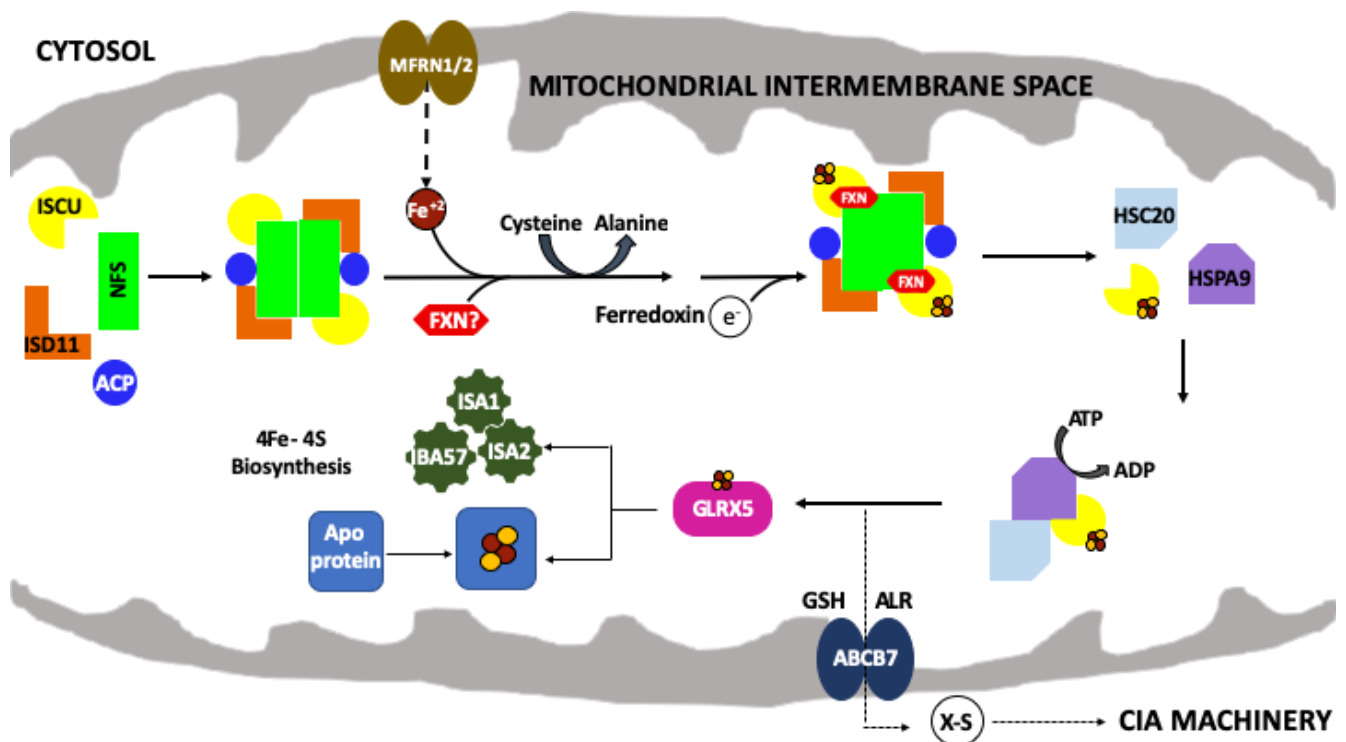 CYTOSOL
MFRN1/2
MITOCHONDRIAL INTERMEMBRANE SPACE
ISCU
NFS
ISD11
ACP
Fe+2
FXN?
Cysteine Alanine
Ferredoxin e-
FXN
FXN
HSC20
HSPA9
ATP
ADP
4Fe- 4S
Biosynthesis
ISA1
IBA57
ISA2
Apo
protein
GLRX5
GSH ALR
ABCB7
X-S
CIA MACHINERY